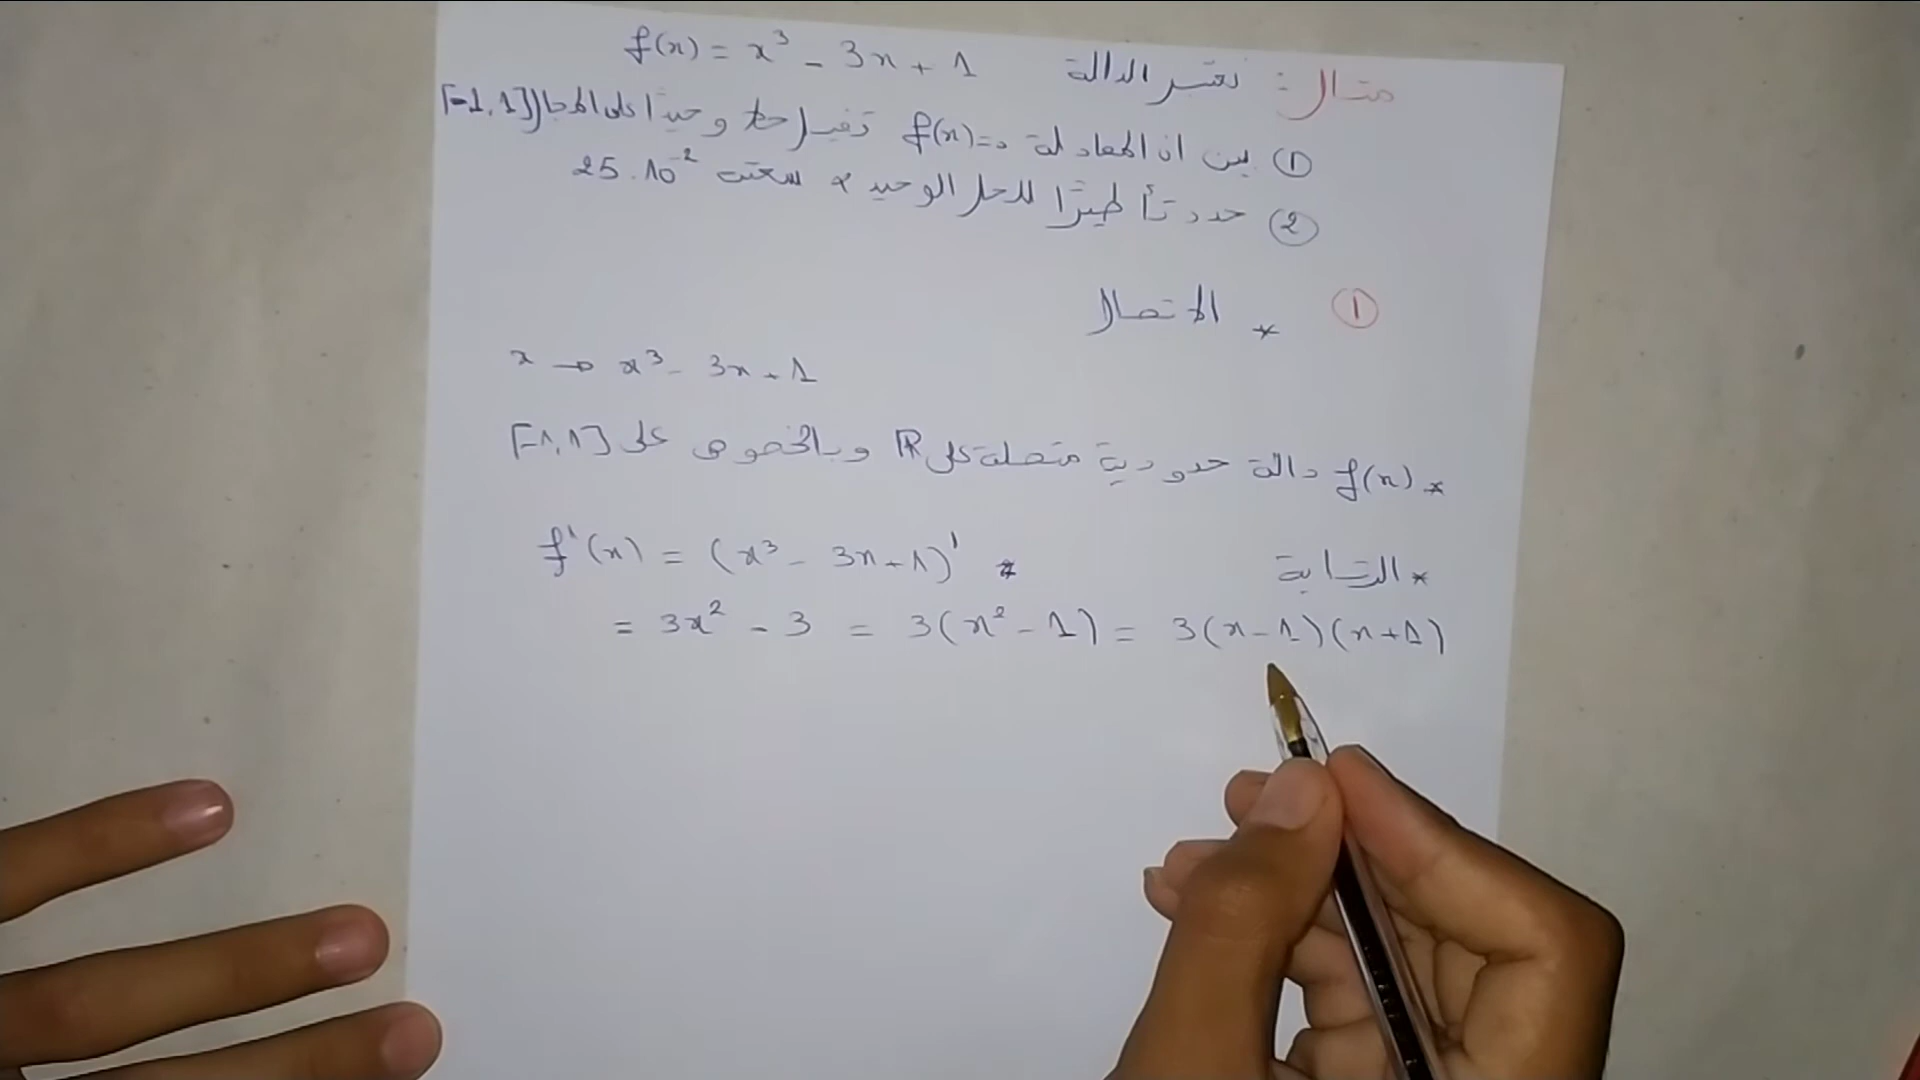 مثال: نعتبر الدالة f(x) = x³ - 3x + 1
① بين ان المعادلة f(x)=0 تقبل حلا وحيدا على المجال [-1,1]
② حدد تأطيرًا للحل الوحيد α سعته 25.10⁻²
① * الاتصال
x → x³ - 3x + 1
* f(x) دالة حدودية متصلة على ℝ وبالخصوص على [-1,1]
* الرتابة * f'(x) = (x³ - 3x + 1)'
= 3x² - 3 = 3(x² - 1) = 3(x-1)(x+1)